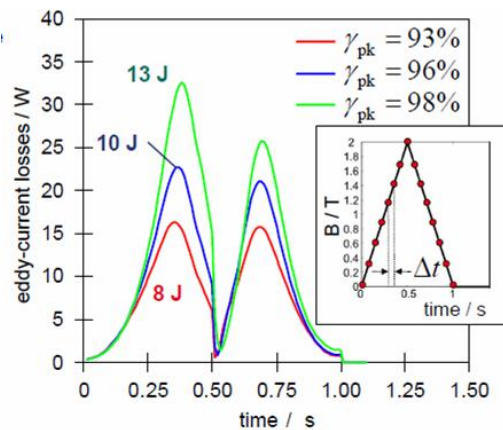 e
40
35
30
25
20
15
10
5
0
eddy-current losses / W
0.00
0.25
0.50
0.75
1.00
1.25
1.50
time / s
13 J
10 J
8 J
γpk = 93%
γpk = 96%
γpk = 98%
2
1.8
1.6
1.4
1.2
1
0.8
0.6
0.4
0.2
0
B / T
Δt
0
0.5
1
time / s